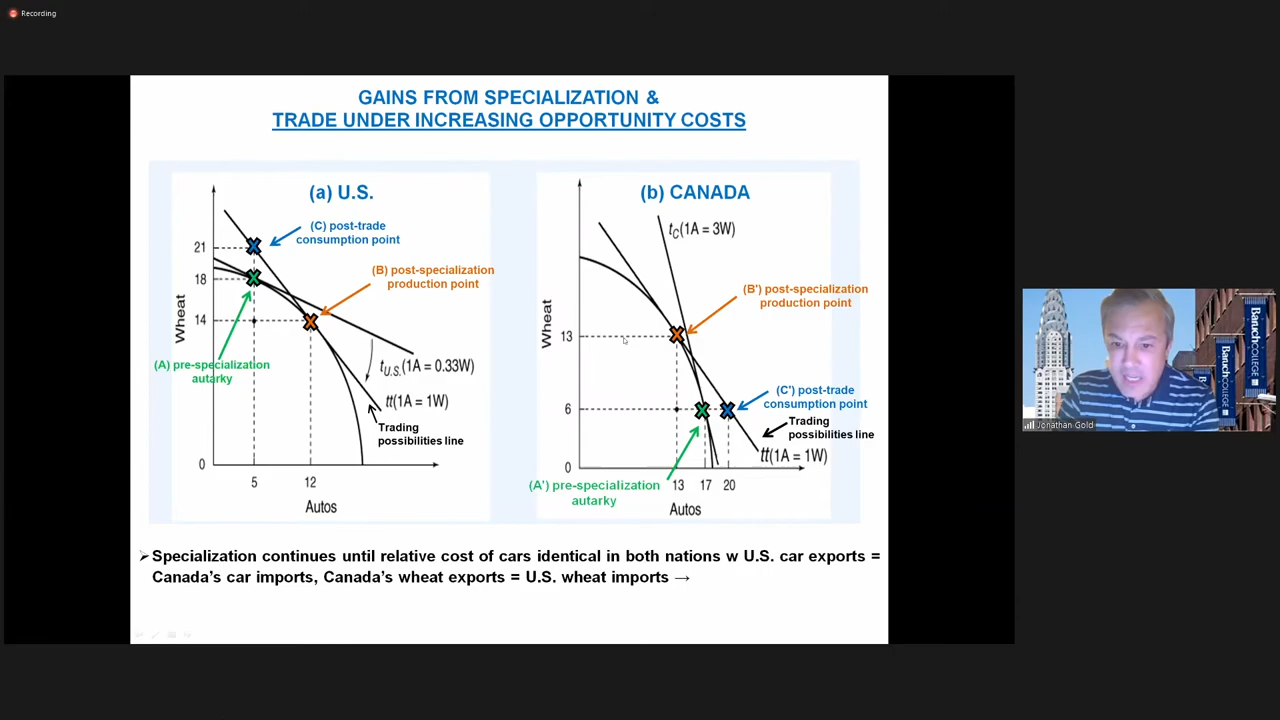 Recording
GAINS FROM SPECIALIZATION &
TRADE UNDER INCREASING OPPORTUNITY COSTS
(a) U.S.
(C) post-trade
consumption point
21
(B) post-specialization
production point
18
Wheat
14
(A) pre-specialization
autarky
tU.S.(1A = 0.33W)
tt(1A = 1W)
Trading
possibilities line
0
5
12
Autos
(b) CANADA
tC(1A = 3W)
(B') post-specialization
production point
Wheat
13
(C') post-trade
consumption point
6
Trading
possibilities line
tt(1A = 1W)
0
(A') pre-specialization
autarky
13
17
20
Autos
Specialization continues until relative cost of cars identical in both nations w U.S. car exports =
Canada's car imports, Canada's wheat exports = U.S. wheat imports →
Baruch COLLEGE
Baruch COLLEGE
B
Jonathan Gold